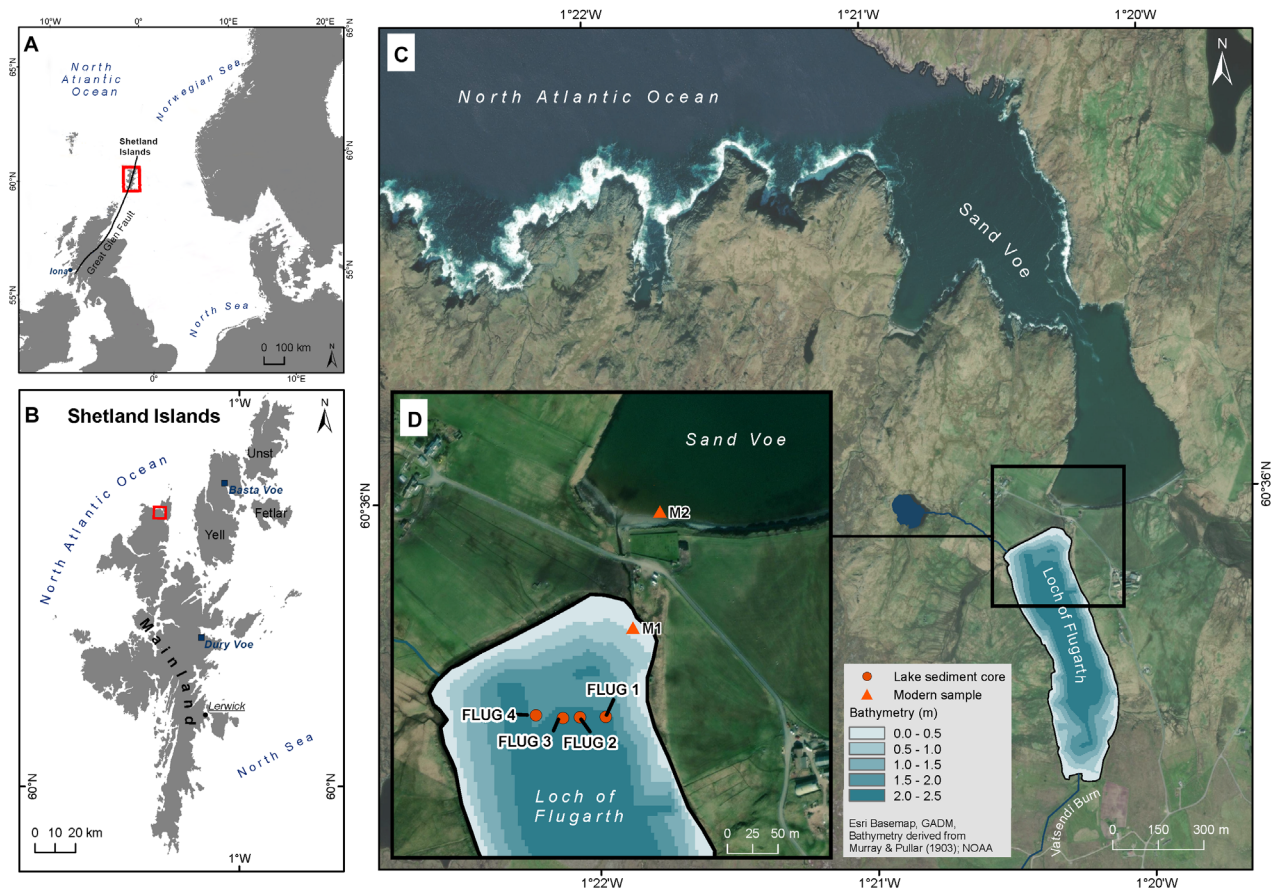 10°W
0°
10°E
20°E
65°N
A
North
Atlantic
Ocean
Norwegian Sea
65°N
Shetland
Islands
60°N
60°N
Great Glen Fault
Iona
55°N
55°N
North Sea
0 100 km
N
0°
10°E
B
Shetland Islands
1°W
N
North Atlantic Ocean
Unst
Basta Voe
Fetlar
Yell
Mainland
Dury Voe
Lerwick
North Sea
60°N
60°N
0 10 20 km
1°W
1°22'W
1°21'W
1°20'W
C
N
North Atlantic Ocean
Sand Voe
60°36'N
60°36'N
Loch of Flugarth
Vatsendi Burn
0 150 300 m
D
Sand Voe
M2
M1
FLUG 1
FLUG 4
FLUG 3
FLUG 2
Loch of
Flugarth
0 25 50 m
Lake sediment core
Modern sample
Bathymetry (m)
0.0 - 0.5
0.5 - 1.0
1.0 - 1.5
1.5 - 2.0
2.0 - 2.5
Esri Basemap, GADM,
Bathymetry derived from
Murray & Pullar (1903); NOAA
1°22'W
1°21'W
1°20'W